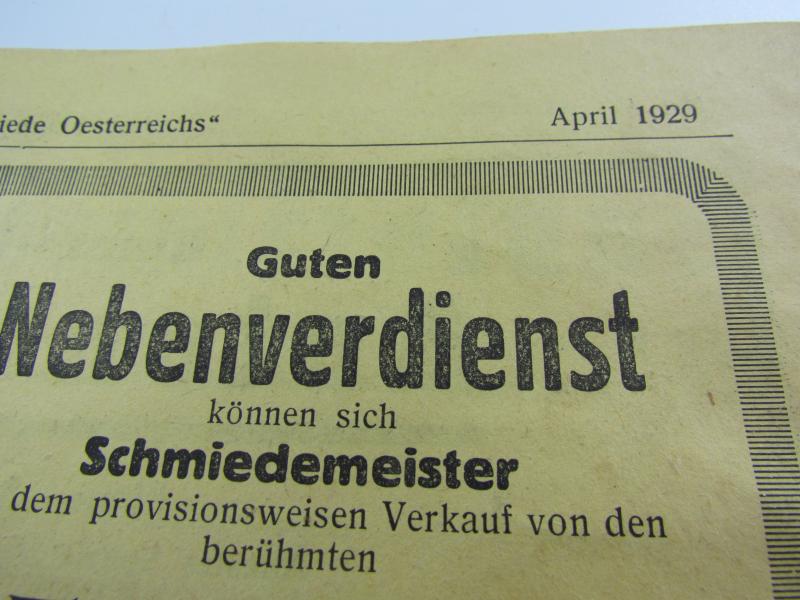 iede Oesterreichs“ April 1929
Guten
Nebenverdienst
können sich
Schmiedemeister
dem provisionsweisen Verkauf von den
berühmten